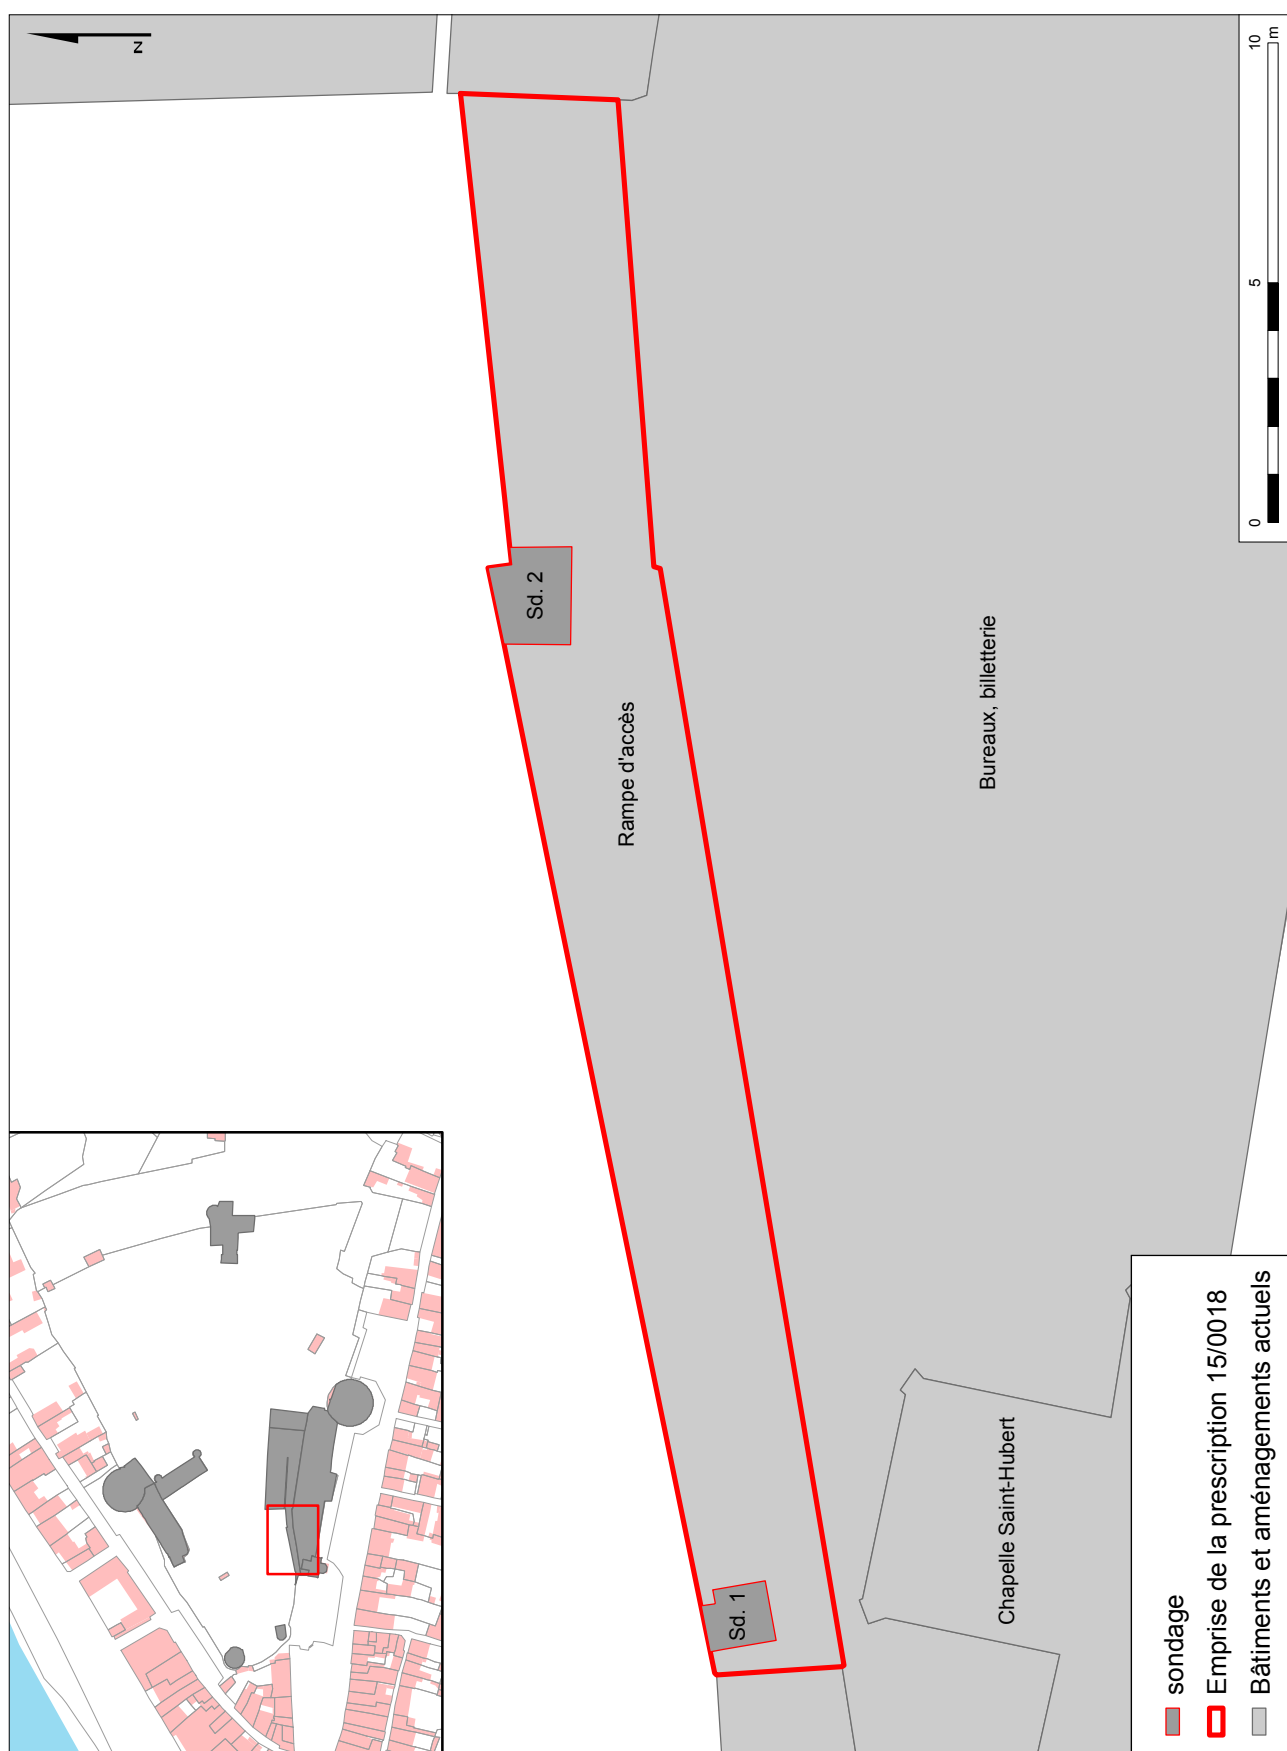 N
Sd. 2
Rampe d'accès
Bureaux, billetterie
Sd. 1
Chapelle Saint-Hubert
0 5 10
m
sondage
Emprise de la prescription 15/0018
Bâtiments et aménagements actuels